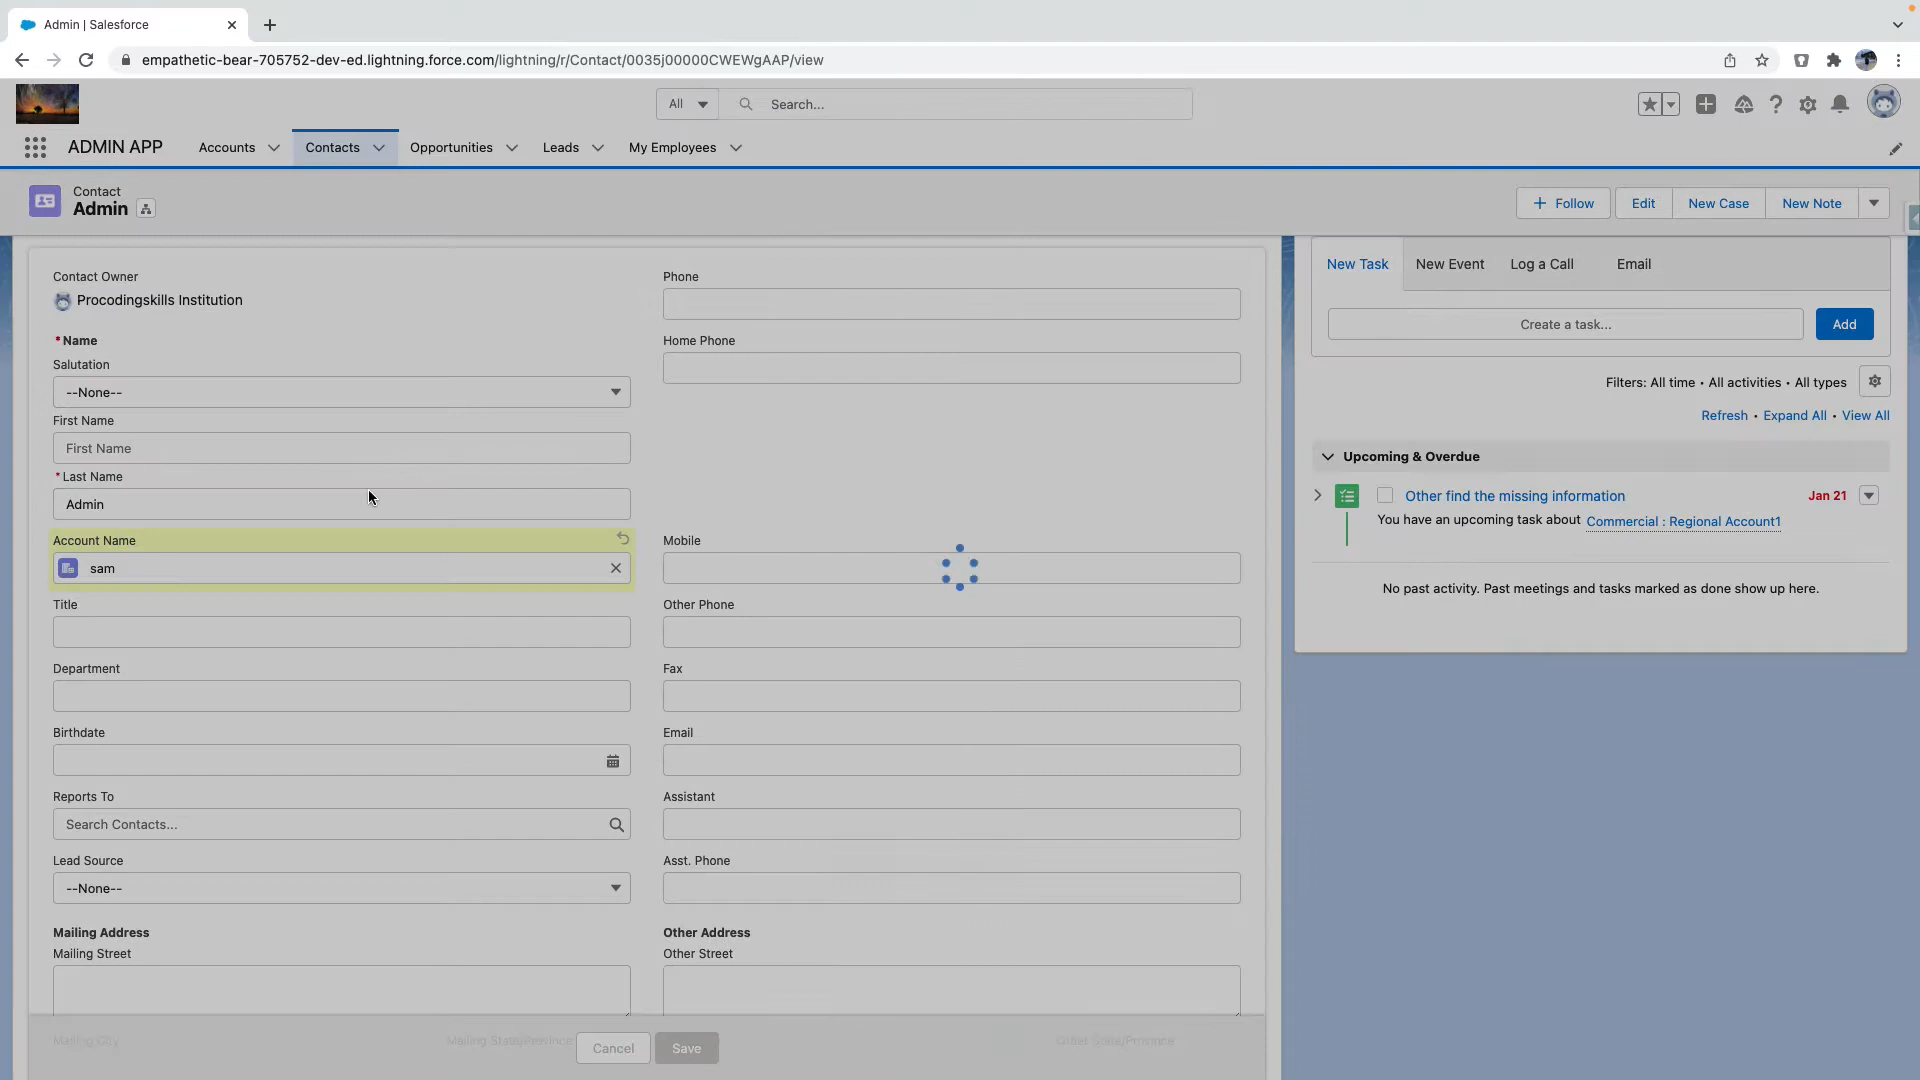 Admin | Salesforce
empathetic-bear-705752-dev-ed.lightning.force.com/lightning/r/Contact/0035j00000CWEWgAAP/view
All
Search...
ADMIN APP
Accounts
Contacts
Opportunities
Leads
My Employees
Contact
Admin
Follow
Edit
New Case
New Note
Contact Owner
Procodingskills Institution
* Name
Salutation
--None--
First Name
First Name
* Last Name
Admin
Account Name
sam
Title
Department
Birthdate
Reports To
Search Contacts...
Lead Source
--None--
Mailing Address
Mailing Street
Mailing City
Mailing State/Province
Phone
Home Phone
Mobile
Other Phone
Fax
Email
Assistant
Asst. Phone
Other Address
Other Street
Other State/Province
Cancel
Save
New Task
New Event
Log a Call
Email
Create a task...
Add
Filters: All time • All activities • All types
Refresh • Expand All • View All
Upcoming & Overdue
Other find the missing information
Jan 21
You have an upcoming task about Commercial : Regional Account1
No past activity. Past meetings and tasks marked as done show up here.